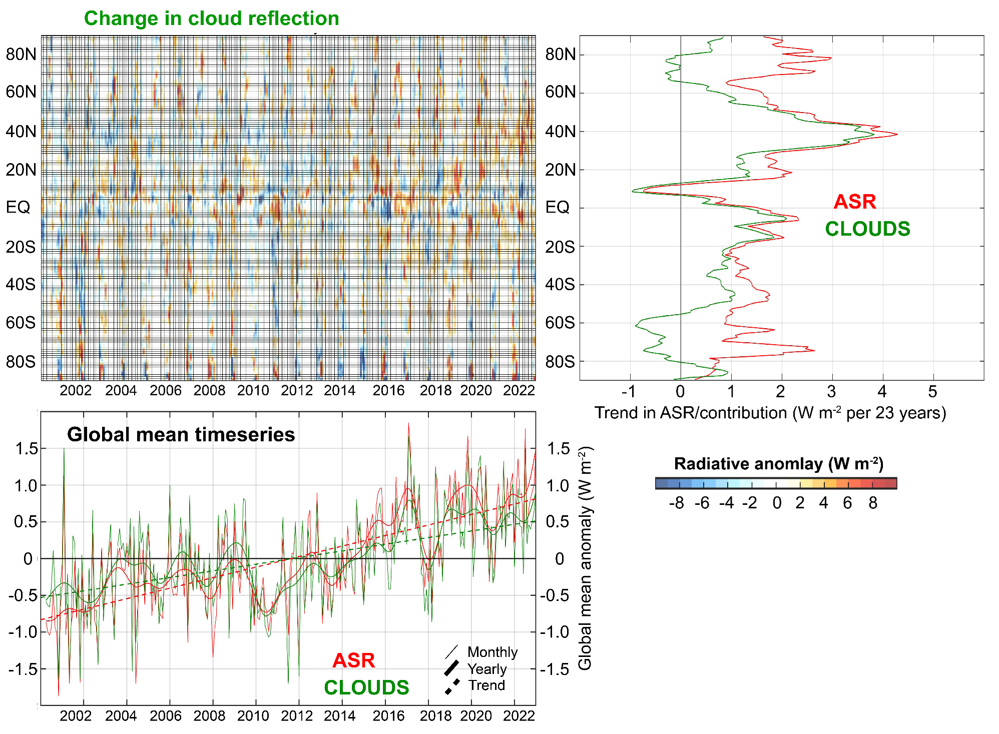 Change in cloud reflection
80N
60N
40N
20N
EQ
20S
40S
60S
80S
2002 2004 2006 2008 2010 2012 2014 2016 2018 2020 2022
80N
60N
40N
20N
EQ
20S
40S
60S
80S
ASR
CLOUDS
-1 0 1 2 3 4 5
Trend in ASR/contribution (W m-2 per 23 years)
Global mean timeseries
1.5
1.0
0.5
0
-0.5
-1.0
-1.5
ASR
CLOUDS
Monthly
Yearly
Trend
2002 2004 2006 2008 2010 2012 2014 2016 2018 2020 2022
1.5
1.0
0.5
0
-0.5
-1.0
-1.5
Global mean anomaly (W m-2)
Radiative anomlay (W m-2)
-8 -6 -4 -2 0 2 4 6 8